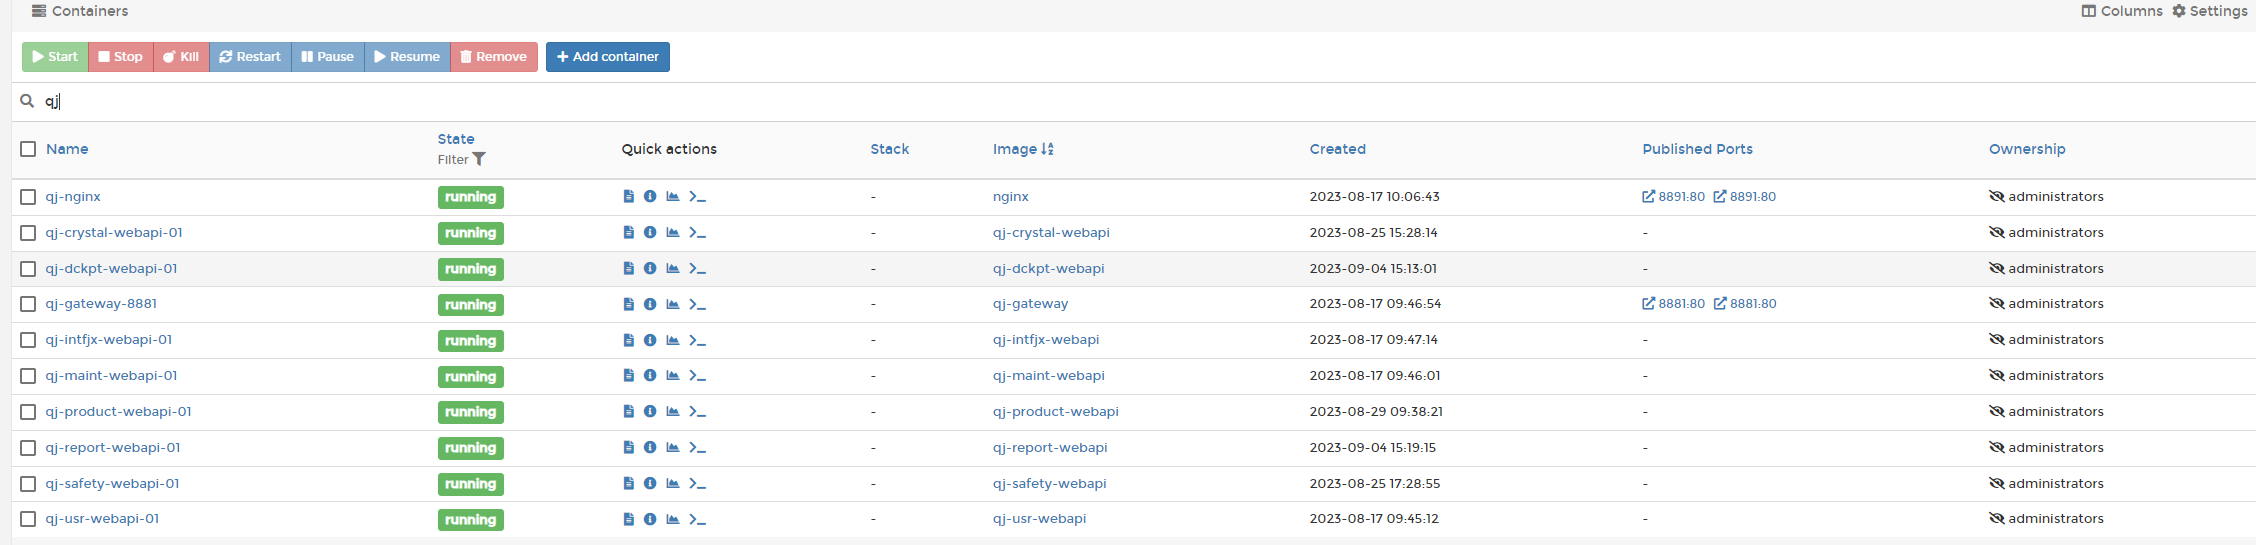 Containers Columns Settings
Start Stop Kill Restart Pause Resume Remove Add container
qj
Name State Filter Quick actions Stack Image Created Published Ports Ownership
qj-nginx running - nginx 2023-08-17 10:06:43 8891:80 8891:80 administrators
qj-crystal-webapi-01 running - qj-crystal-webapi 2023-08-25 15:28:14 - administrators
qj-dckpt-webapi-01 running - qj-dckpt-webapi 2023-09-04 15:13:01 - administrators
qj-gateway-8881 running - qj-gateway 2023-08-17 09:46:54 8881:80 8881:80 administrators
qj-intfjx-webapi-01 running - qj-intfjx-webapi 2023-08-17 09:47:14 - administrators
qj-maint-webapi-01 running - qj-maint-webapi 2023-08-17 09:46:01 - administrators
qj-product-webapi-01 running - qj-product-webapi 2023-08-29 09:38:21 - administrators
qj-report-webapi-01 running - qj-report-webapi 2023-09-04 15:19:15 - administrators
qj-safety-webapi-01 running - qj-safety-webapi 2023-08-25 17:28:55 - administrators
qj-usr-webapi-01 running - qj-usr-webapi 2023-08-17 09:45:12 - administrators